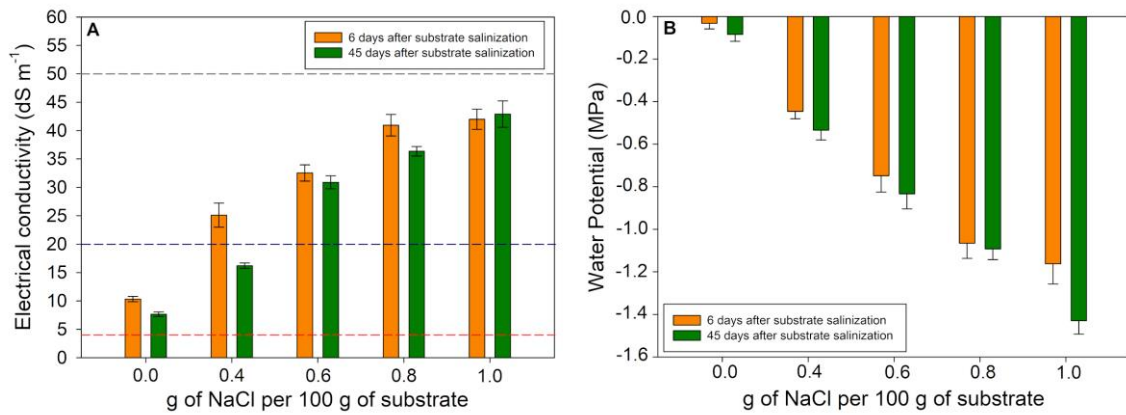 A
6 days after substrate salinization
45 days after substrate salinization
Electrical conductivity (dS m⁻¹)
60
55
50
45
40
35
30
25
20
15
10
5
0
0.0 0.4 0.6 0.8 1.0
g of NaCl per 100 g of substrate
B
Water Potential (MPa)
0.0
-0.2
-0.4
-0.6
-0.8
-1.0
-1.2
-1.4
-1.6
6 days after substrate salinization
45 days after substrate salinization
0.0 0.4 0.6 0.8 1.0
g of NaCl per 100 g of substrate